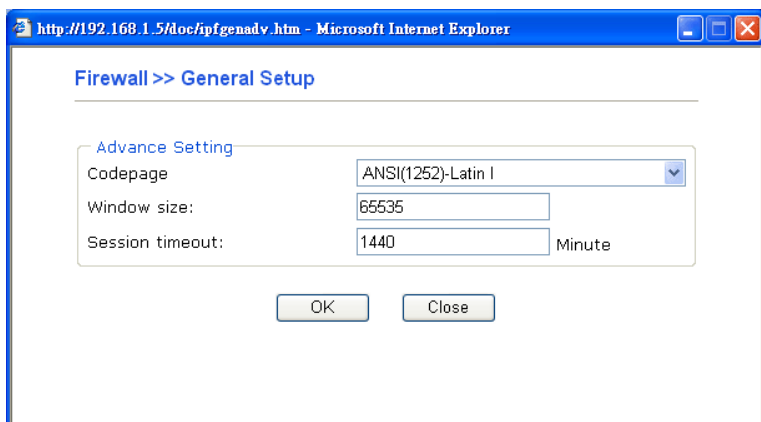 http://192.168.1.5/doc/ipfgenadv.htm - Microsoft Internet Explorer
Firewall >> General Setup
Advance Setting
Codepage ANSI(1252)-Latin I
Window size: 65535
Session timeout: 1440 Minute
OK Close